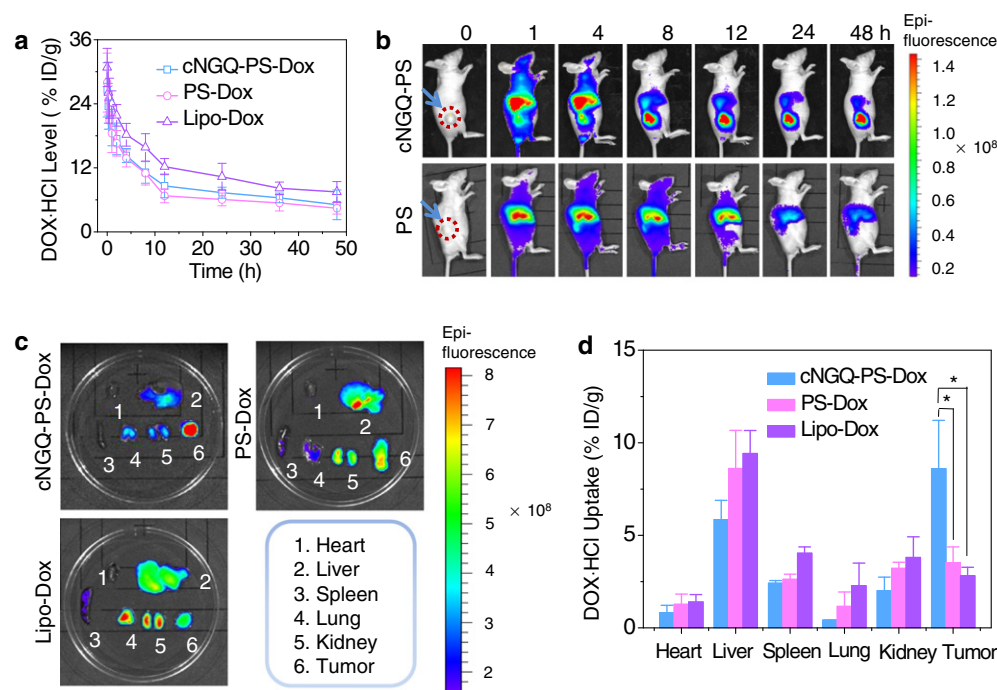 a
DOX·HCl Level ( % ID/g)
36
24
12
0
cNGQ-PS-Dox
PS-Dox
Lipo-Dox
0 10 20 30 40 50
Time (h)
b
0 1 4 8 12 24 48 h
cNGQ-PS
PS
Epi-
fluorescence
1.4
1.2
1.0
× 10⁸
0.8
0.6
0.4
0.2
c
cNGQ-PS-Dox
1 2
3 4 5 6
PS-Dox
1
2
3 4 5 6
Lipo-Dox
1 2
3 4 5 6
1. Heart
2. Liver
3. Spleen
4. Lung
5. Kidney
6. Tumor
Epi-
fluorescence
8
7
6
× 10⁸
5
4
3
2
d
DOX·HCl Uptake (% ID/g)
15
10
5
0
cNGQ-PS-Dox
PS-Dox
Lipo-Dox
*
*
Heart Liver Spleen Lung Kidney Tumor